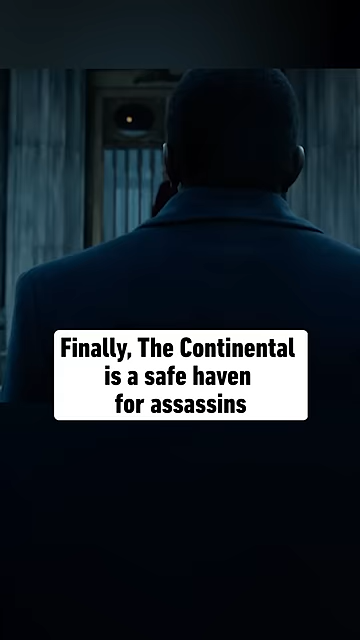 Finally, The Continental
is a safe haven
for assassins